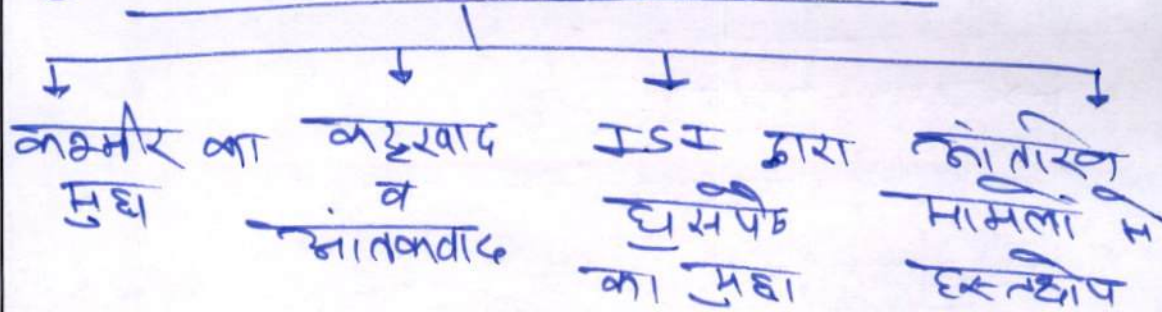 कश्मीर का कट्टरवाद ISI द्वारा आंतरिक
मुद्दा व घुसपैठ मामलों मे
आंतकवाद का मुद्दा हस्तक्षेप